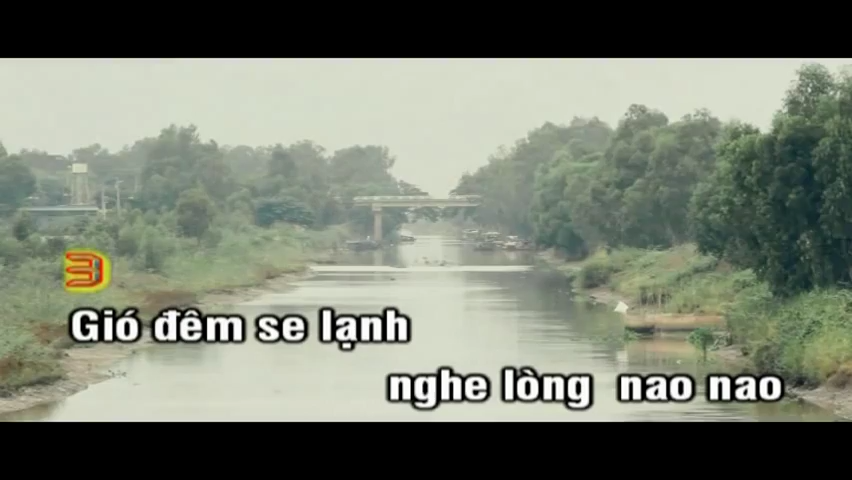 3
Gió đêm se lạnh
nghe lòng nao nao